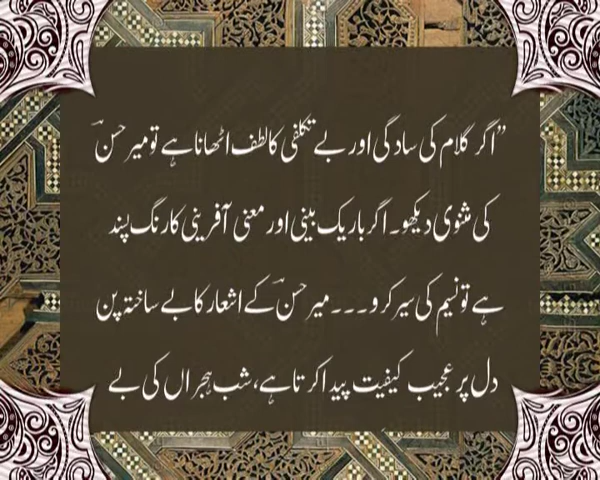 ”اگر کلام کی سادگی اور بے تکلفی کا لطف اٹھانا ہے تو میر حسنؔ
کی مثنوی دیکھو۔ اگر باریک بینی اور معنی آفرینی کا رنگ پسند
ہے تو نسیم کی سیر کرو۔۔۔ میر حسنؔ کے اشعار کا بے ساختہ پن
دل پر عجیب کیفیت پیدا کرتا ہے، شب ہجراں کی بے